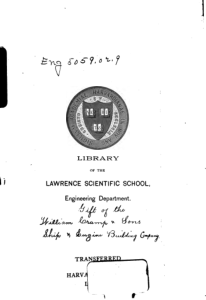 Eng 5059.02.9
LIBRARY
OF THE
LAWRENCE SCIENTIFIC SCHOOL,
Engineering Department.
Gift of the
William Cramp & Sons
Ship & Engine Building Company
TRANSFERRED
HARVA